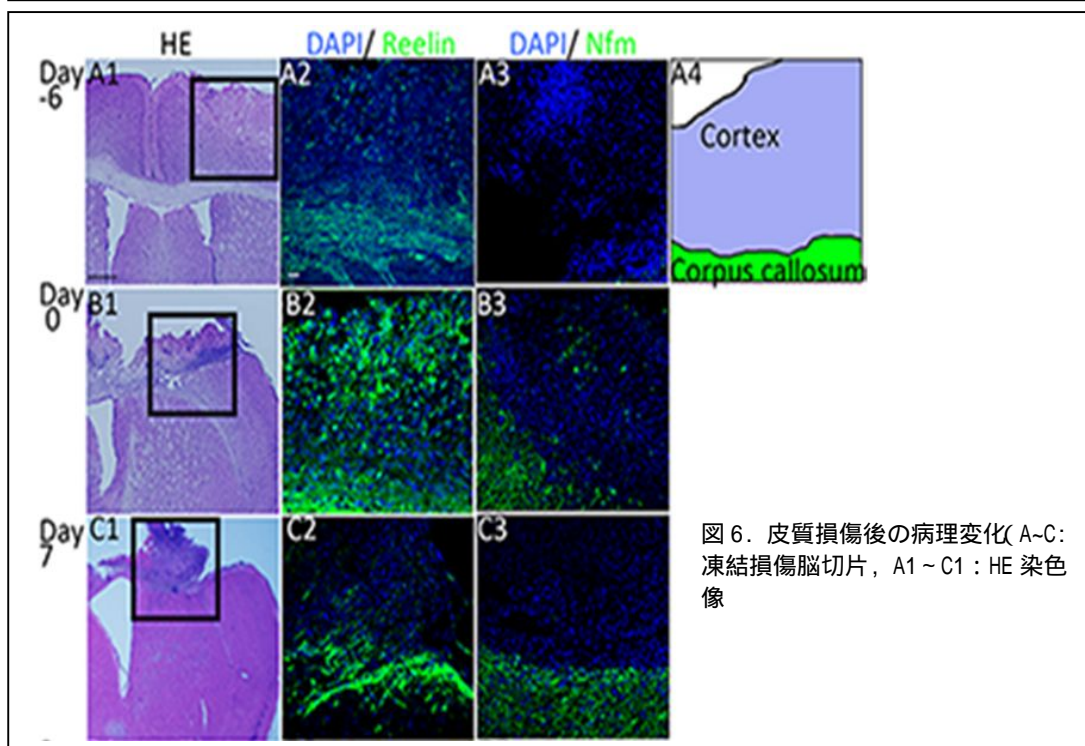 HE DAPI/ Reelin DAPI/ Nfm
Day
-6
A1 A2 A3 A4
Cortex
Corpus callosum
Day
0
B1 B2 B3
Day
7
C1 C2 C3
図 6. 皮質損傷後の病理変化( A~C:
凍結損傷脳切片, A1 ~ C1 : HE 染色
像